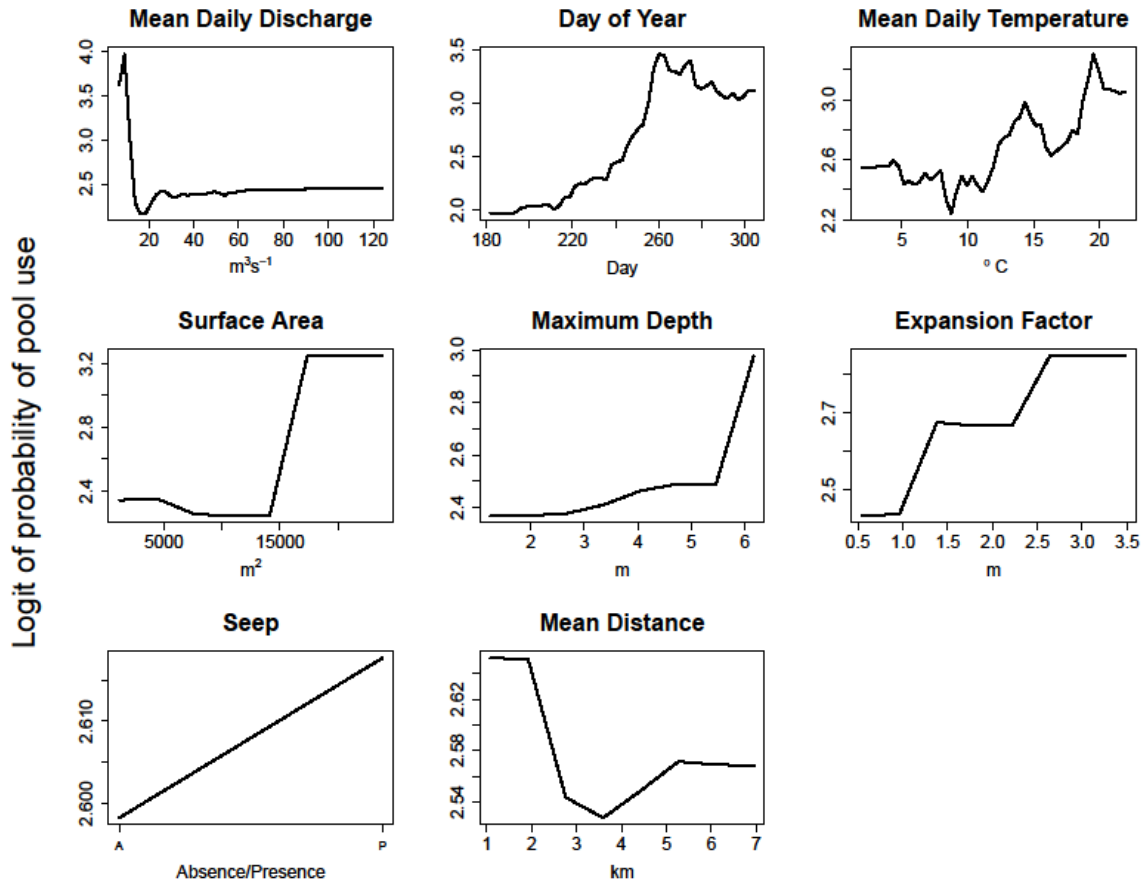 Logit of probability of pool use
Mean Daily Discharge
4.0
3.5
3.0
2.5
20 40 60 80 100 120
m³s⁻¹
Day of Year
3.5
3.0
2.5
2.0
180 220 260 300
Day
Mean Daily Temperature
3.0
2.6
2.2
5 10 15 20
° C
Surface Area
3.2
2.8
2.4
5000 15000
m²
Maximum Depth
3.0
2.8
2.6
2.4
2 3 4 5 6
m
Expansion Factor
2.7
2.5
0.5 1.0 1.5 2.0 2.5 3.0 3.5
m
Seep
2.610
2.600
A P
Absence/Presence
Mean Distance
2.62
2.58
2.54
1 2 3 4 5 6 7
km